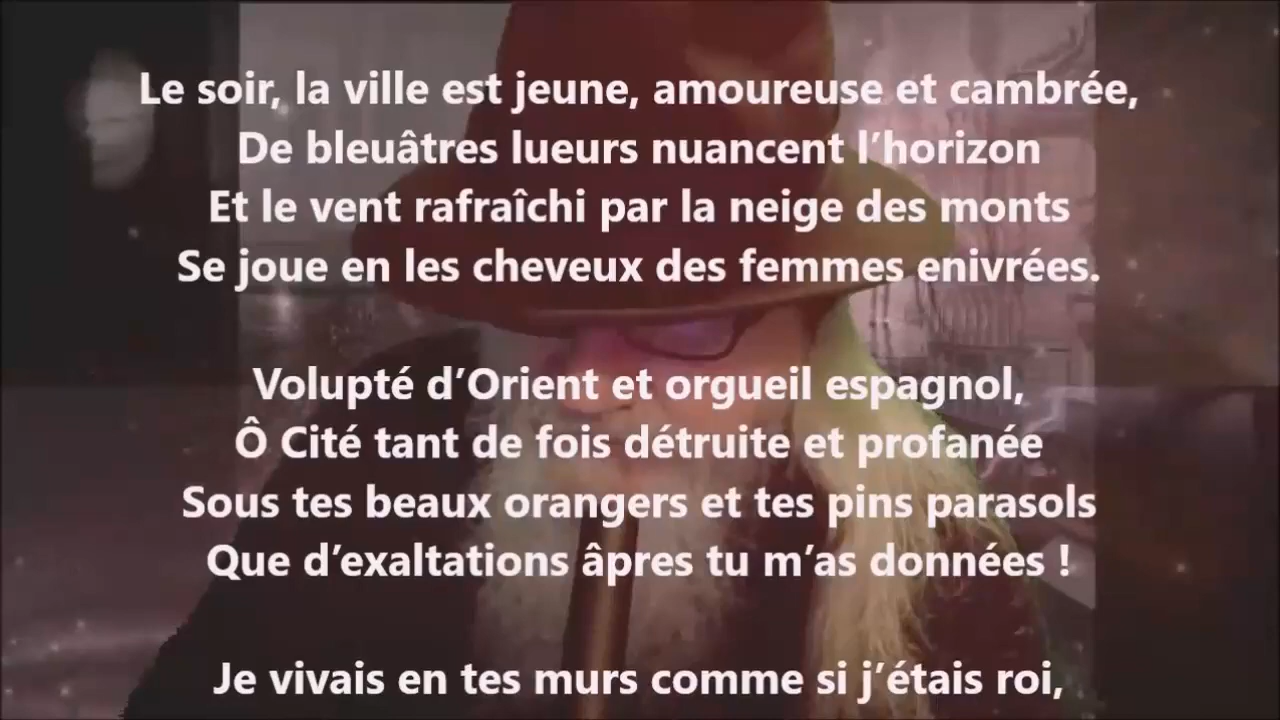 Le soir, la ville est jeune, amoureuse et cambrée,
De bleuâtres lueurs nuancent l’horizon
Et le vent rafraîchi par la neige des monts
Se joue en les cheveux des femmes enivrées.
Volupté d’Orient et orgueil espagnol,
Ô Cité tant de fois détruite et profanée
Sous tes beaux orangers et tes pins parasols
Que d’exaltations âpres tu m’as données !
Je vivais en tes murs comme si j’étais roi,